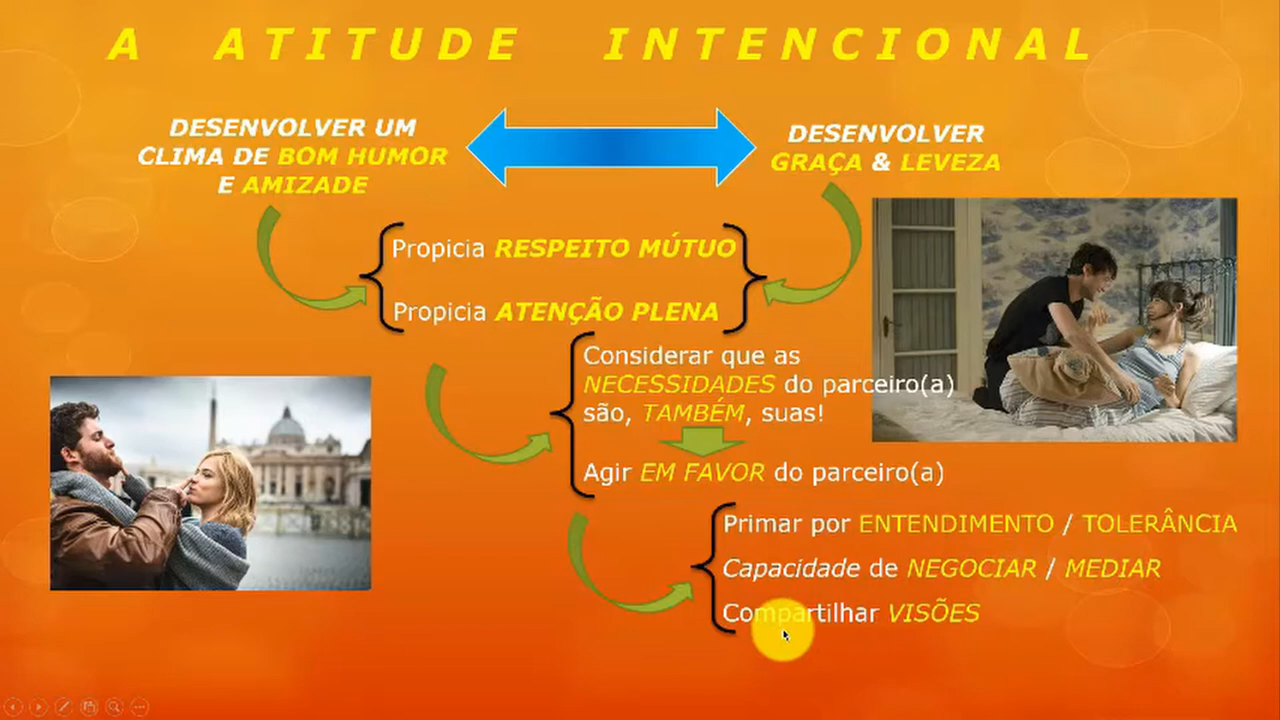 A ATITUDE INTENCIONAL
DESENVOLVER UM
CLIMA DE BOM HUMOR
E AMIZADE
DESENVOLVER
GRAÇA & LEVEZA
Propicia RESPEITO MÚTUO
Propicia ATENÇÃO PLENA
Considerar que as
NECESSIDADES do parceiro(a)
são, TAMBÉM, suas!
Agir EM FAVOR do parceiro(a)
Primar por ENTENDIMENTO / TOLERÂNCIA
Capacidade de NEGOCIAR / MEDIAR
Compartilhar VISÕES